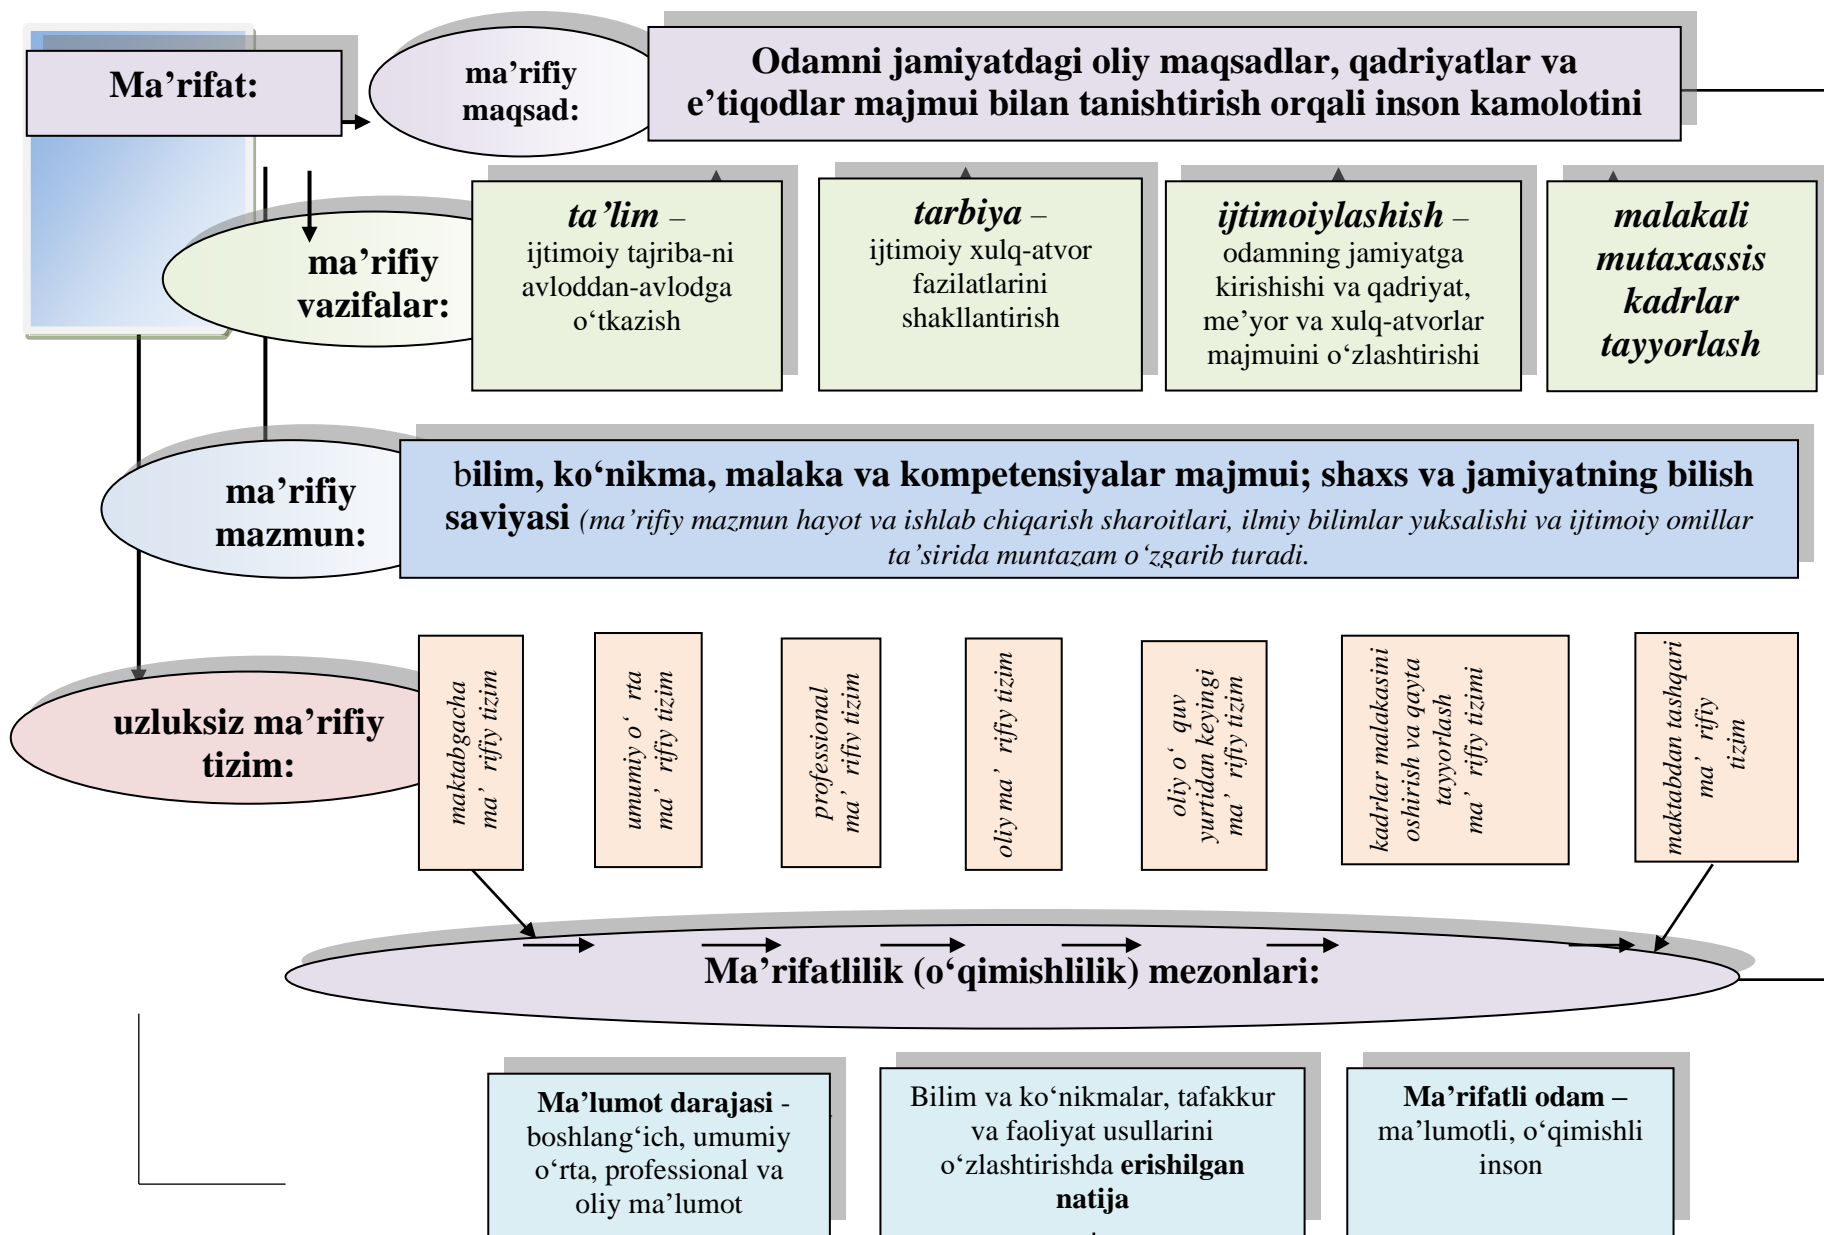 Ma’rifat:
ma’rifiy
maqsad:
Odamni jamiyatdagi oliy maqsadlar, qadriyatlar va
e’tiqodlar majmui bilan tanishtirish orqali inson kamolotini
ma’rifiy
vazifalar:
ta’lim –
ijtimoiy tajriba-ni
avloddan-avlodga
o‘tkazish
tarbiya –
ijtimoiy xulq-atvor
fazilatlarini
shakllantirish
ijtimoiylashish –
odamning jamiyatga
kirishishi va qadriyat,
me’yor va xulq-atvorlar
majmuini o‘zlashtirishi
malakali
mutaxassis
kadrlar
tayyorlash
ma’rifiy
mazmun:
bilim, ko‘nikma, malaka va kompetensiyalar majmui; shaxs va jamiyatning bilish
saviyasi (ma’rifiy mazmun hayot va ishlab chiqarish sharoitlari, ilmiy bilimlar yuksalishi va ijtimoiy omillar
ta’sirida muntazam o‘zgarib turadi.
uzluksiz ma’rifiy
tizim:
maktabgacha
ma’ rifiy tizim
umumiy o‘ rta
ma’ rifiy tizim
professional
ma’ rifiy tizim
oliy ma’ rifiy tizim
oliy o‘ quv
yurtidan keyingi
ma’ rifiy tizim
kadrlar malakasini
oshirish va qayta
tayyorlash
ma’ rifiy tizimi
maktabdan tashqari
ma’ rifiy
tizim
Ma’rifatlilik (o‘qimishlilik) mezonlari:
Ma’lumot darajasi -
boshlang‘ich, umumiy
o‘rta, professional va
oliy ma’lumot
Bilim va ko‘nikmalar, tafakkur
va faoliyat usullarini
o‘zlashtirishda erishilgan
natija
Ma’rifatli odam –
ma’lumotli, o‘qimishli
inson